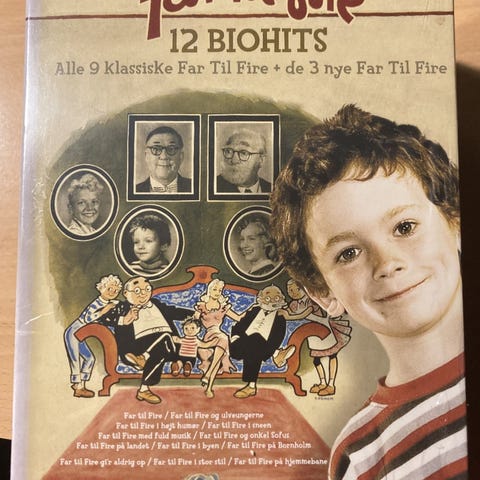 Far til Fire
12 BIOHITS
Alle 9 Klassiske Far Til Fire + de 3 nye Far Til Fire
Far til Fire / Far til Fire og ulveungerne
Far til Fire i højt humør / Far til Fire i sneen
Far til Fire med fuld musik / Far til Fire og onkel Sofus
Far til Fire på landet / Far til Fire i byen / Far til Fire på Bornholm
Far til Fire gi'r aldrig op / Far til Fire i stor stil / Far til Fire på hjemmebane